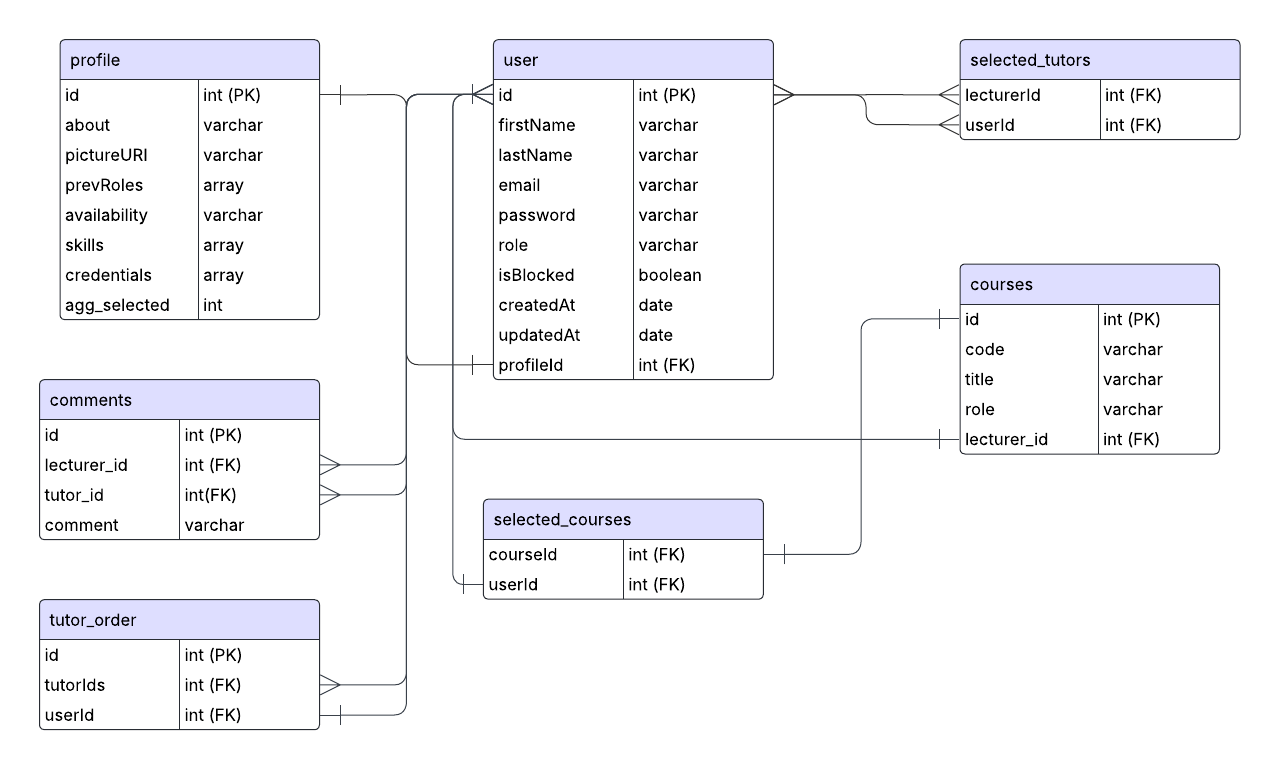 profile
id int (PK)
about varchar
pictureURI varchar
prevRoles array
availability varchar
skills array
credentials array
agg_selected int
user
id int (PK)
firstName varchar
lastName varchar
email varchar
password varchar
role varchar
isBlocked boolean
createdAt date
updatedAt date
profileId int (FK)
selected_tutors
lecturerId int (FK)
userId int (FK)
courses
id int (PK)
code varchar
title varchar
role varchar
lecturer_id int (FK)
comments
id int (PK)
lecturer_id int (FK)
tutor_id int(FK)
comment varchar
selected_courses
courseId int (FK)
userId int (FK)
tutor_order
id int (PK)
tutorIds int (FK)
userId int (FK)